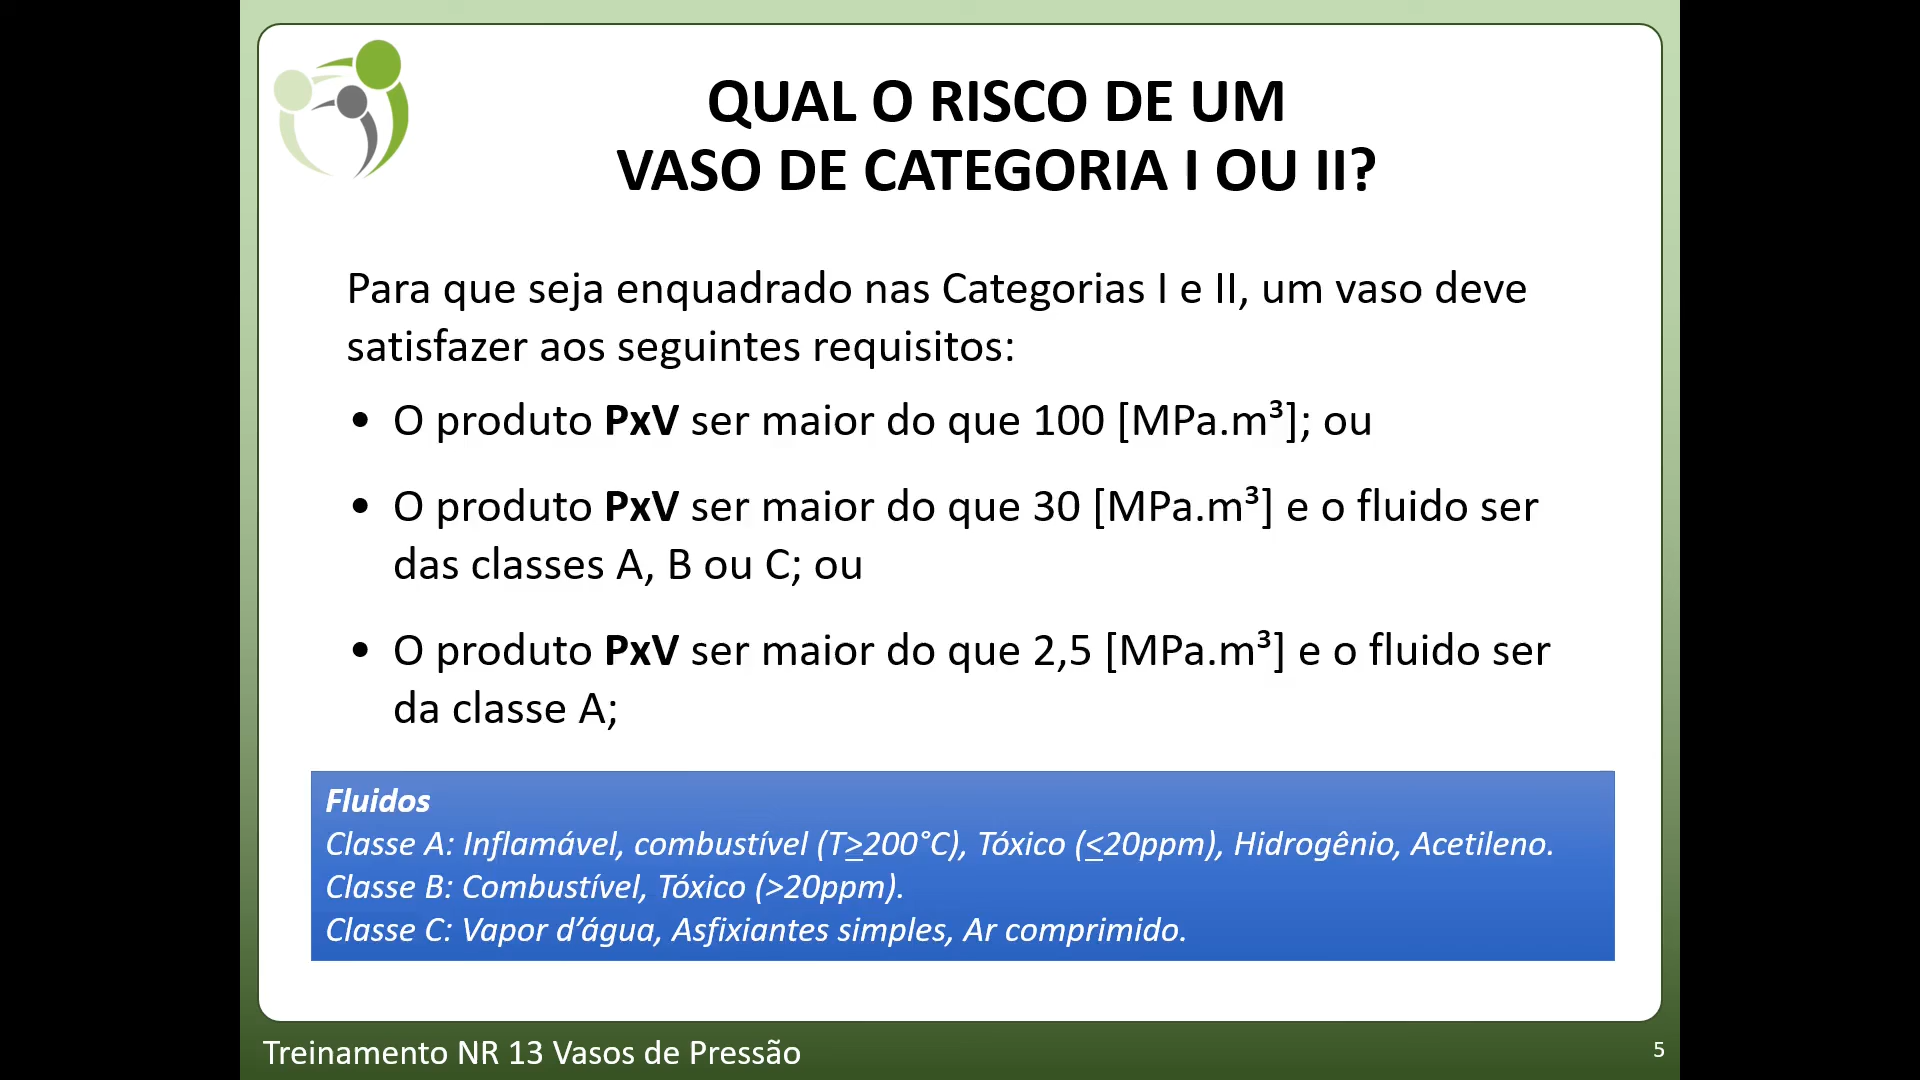 QUAL O RISCO DE UM
VASO DE CATEGORIA I OU II?
Para que seja enquadrado nas Categorias I e II, um vaso deve
satisfazer aos seguintes requisitos:
• O produto PxV ser maior do que 100 [MPa.m³]; ou
• O produto PxV ser maior do que 30 [MPa.m³] e o fluido ser
das classes A, B ou C; ou
• O produto PxV ser maior do que 2,5 [MPa.m³] e o fluido ser
da classe A;
Fluidos
Classe A: Inflamável, combustível (T≥200°C), Tóxico (≤20ppm), Hidrogênio, Acetileno.
Classe B: Combustível, Tóxico (>20ppm).
Classe C: Vapor d’água, Asfixiantes simples, Ar comprimido.
Treinamento NR 13 Vasos de Pressão
5